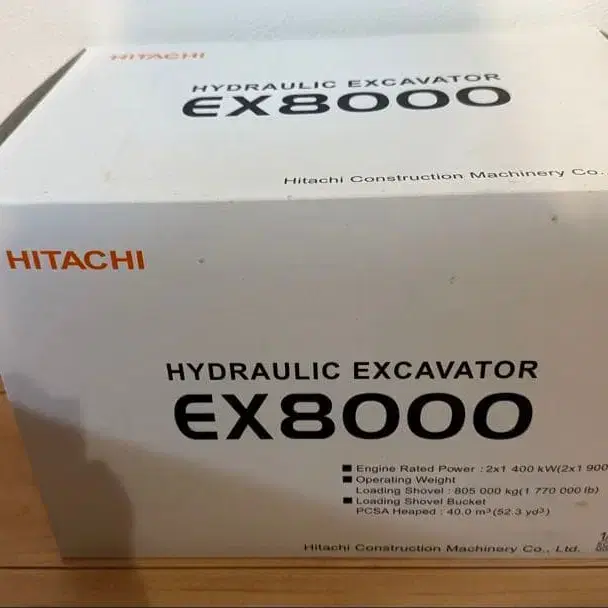 HITACHI
HYDRAULIC EXCAVATOR
EX8000
Hitachi Construction Machinery Co.
HITACHI
HYDRAULIC EXCAVATOR
EX8000
■ Engine Rated Power : 2x1 400 kW(2x1 900
■ Operating Weight
Loading Shovel : 805 000 kg(1 770 000 lb)
■ Loading Shovel Bucket
PCSA Heaped : 40.0 m³(52.3 yd³)
Hitachi Construction Machinery Co., Ltd.